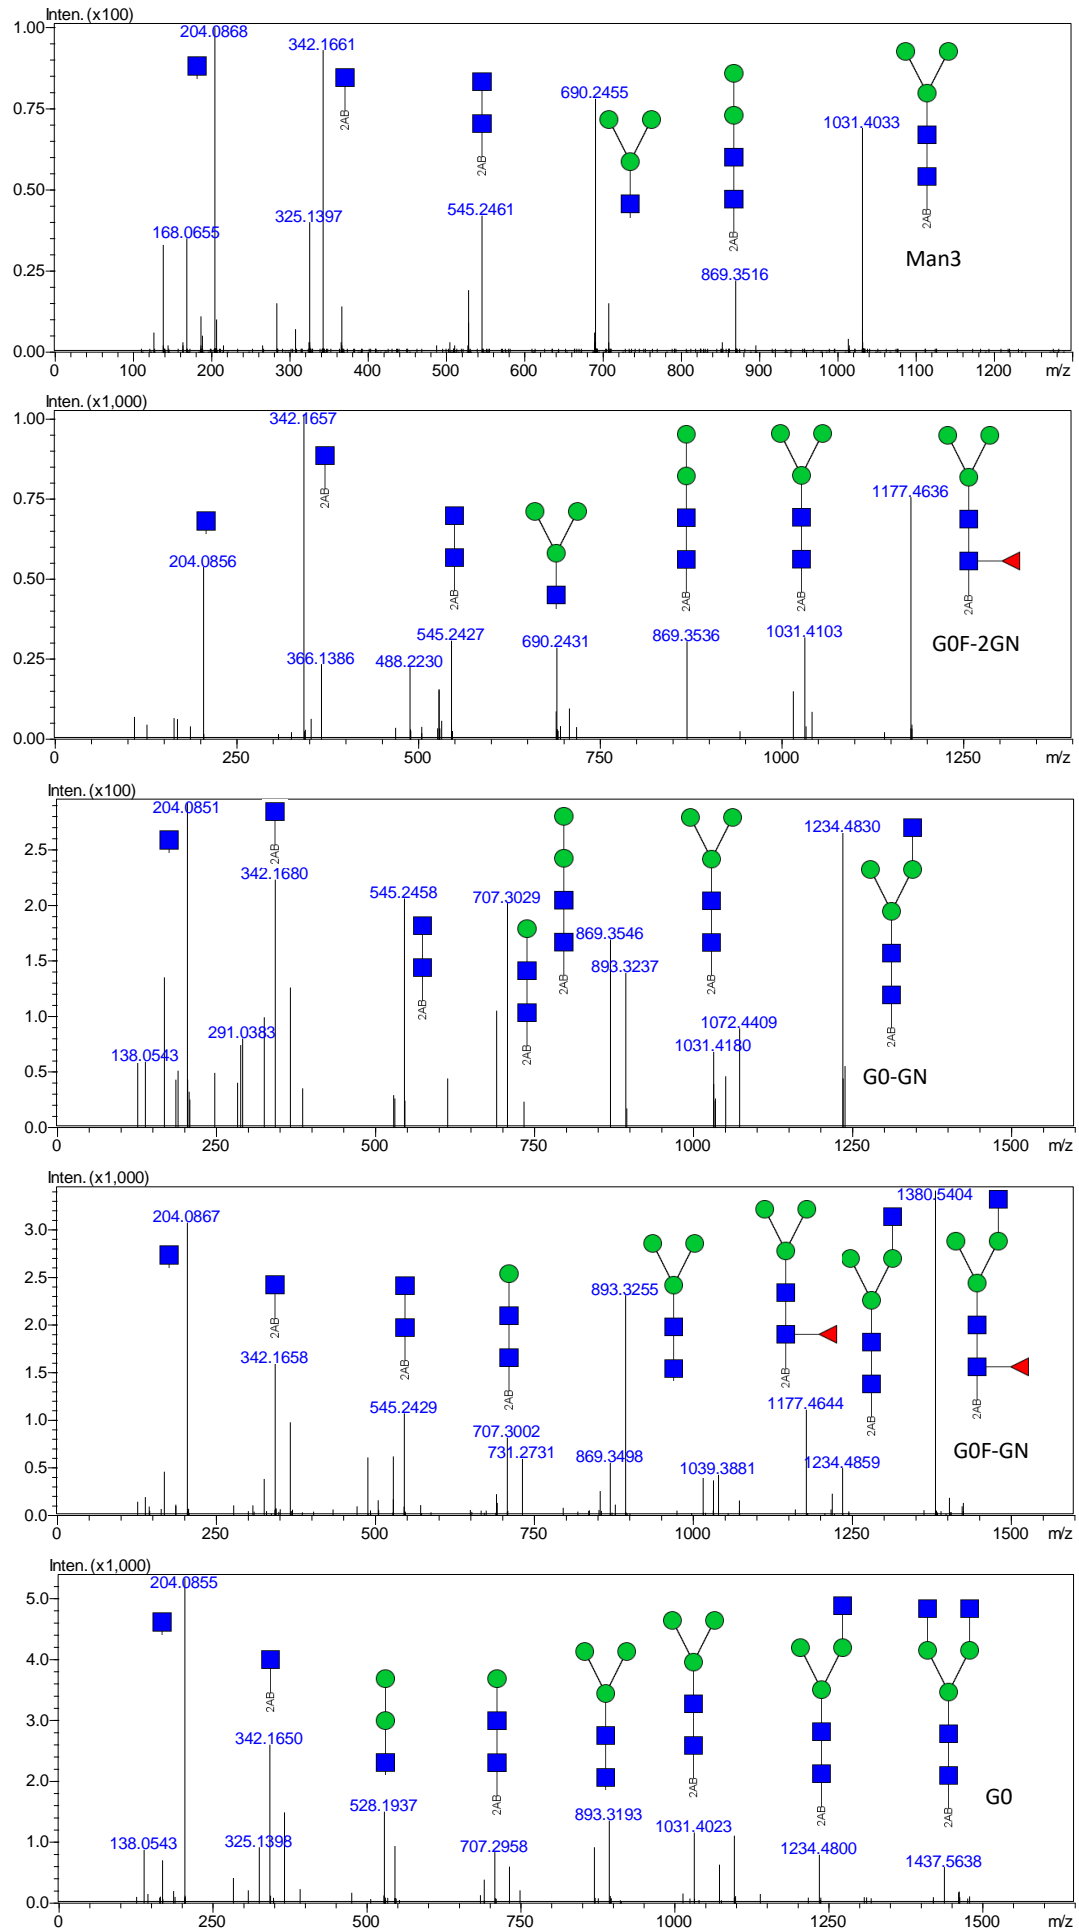 Inten. (x100)
1.00
0.75
0.50
0.25
0.00
204.0868
342.1661
690.2455
1031.4033
168.0655
325.1397
545.2461
869.3516
2AB
2AB
2AB
2AB
Man3
0 100 200 300 400 500 600 700 800 900 1000 1100 1200 m/z
Inten. (x1,000)
1.00
0.75
0.50
0.25
0.00
342.1657
1177.4636
204.0856
366.1386
488.2230
545.2427
690.2431
869.3536
1031.4103
2AB
2AB
2AB
2AB
2AB
G0F-2GN
0 250 500 750 1000 1250 m/z
Inten. (x100)
2.5
2.0
1.5
1.0
0.5
0.0
204.0851
2AB
342.1680
545.2458
707.3029
869.3546
893.3237
1234.4830
138.0543
291.0383
1031.4180
1072.4409
2AB
2AB
2AB
2AB
2AB
G0-GN
0 250 500 750 1000 1250 1500 m/z
Inten. (x1,000)
3.0
2.5
2.0
1.5
1.0
0.5
0.0
204.0867
1380.5404
893.3255
342.1658
545.2429
707.3002
731.2731
869.3498
1039.3881
1177.4644
1234.4859
2AB
2AB
2AB
2AB
2AB
2AB
G0F-GN
0 250 500 750 1000 1250 1500 m/z
Inten. (x1,000)
5.0
4.0
3.0
2.0
1.0
0.0
204.0855
342.1650
528.1937
138.0543
325.1398
707.2958
893.3193
1031.4023
1234.4800
1437.5638
2AB
2AB
2AB
2AB
2AB
G0
0 250 500 750 1000 1250 1500 m/z